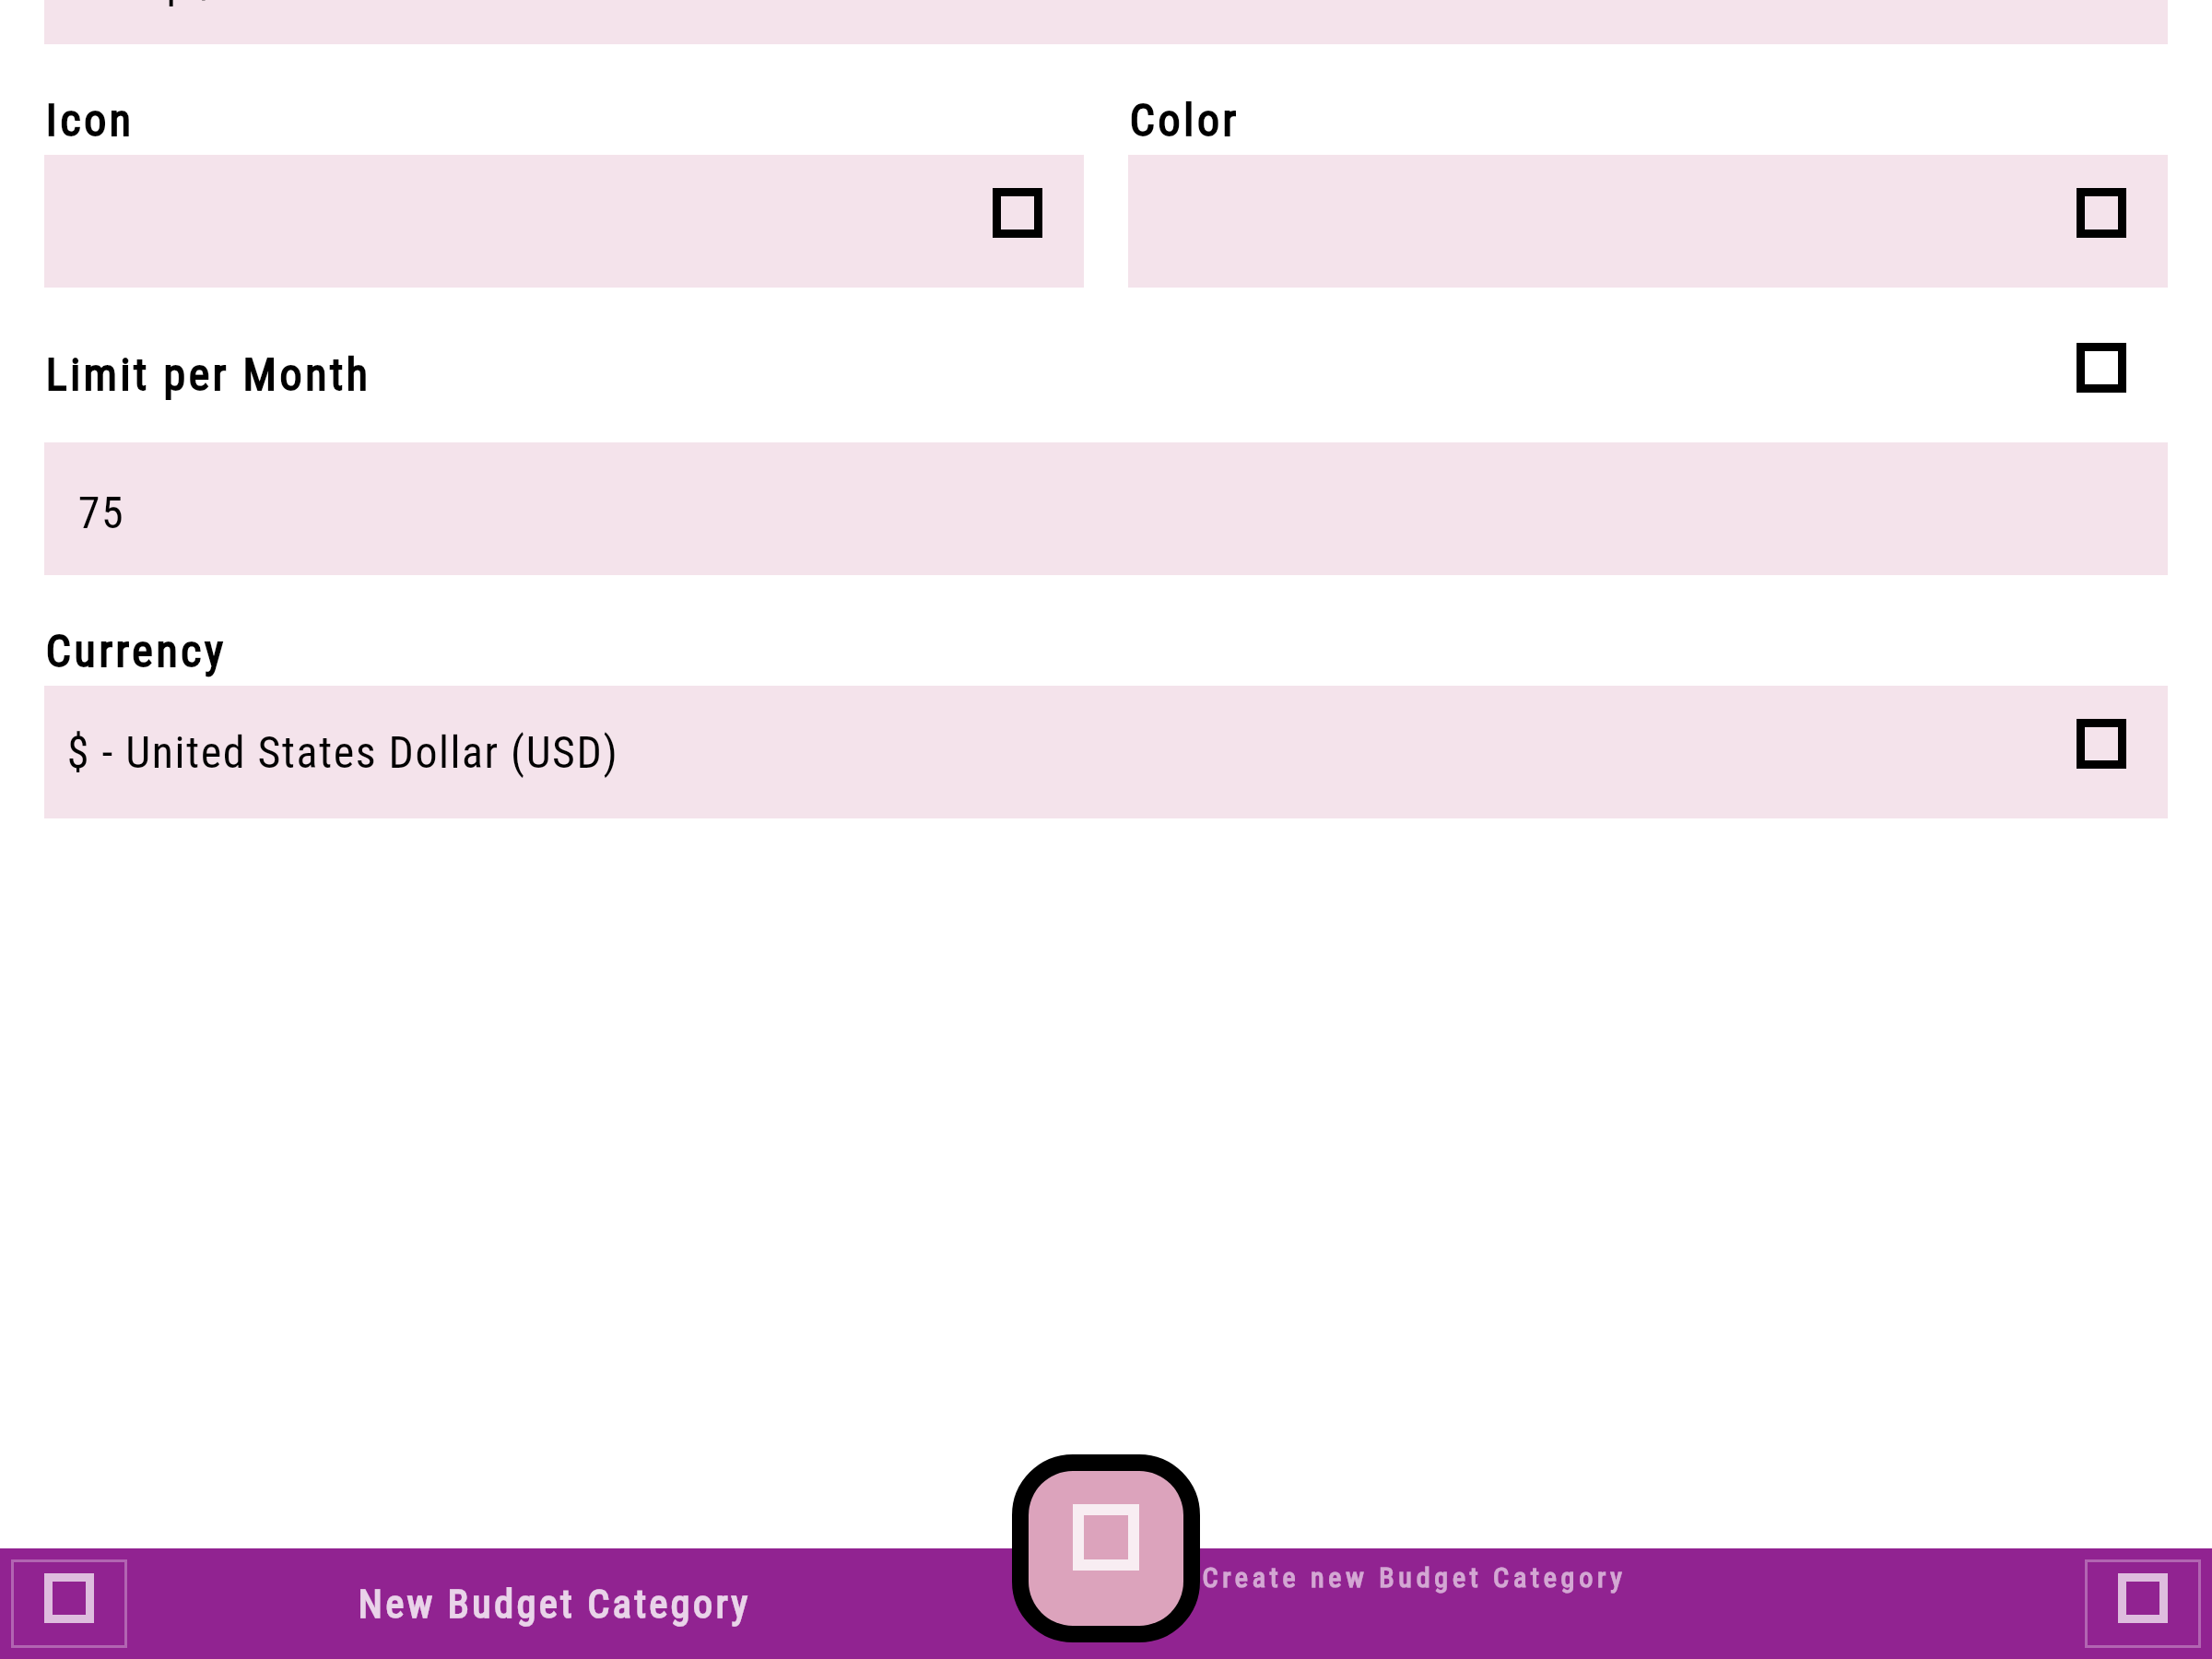 Icon
Color
Limit per Month
75
Currency
$ - United States Dollar (USD)
New Budget Category
Create new Budget Category